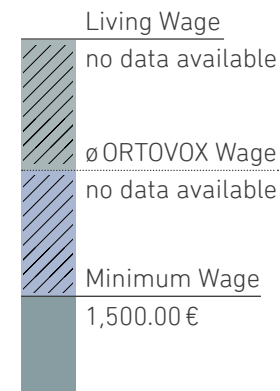 Living Wage
no data available
ø ORTOVOX Wage
no data available
Minimum Wage
1,500.00 €